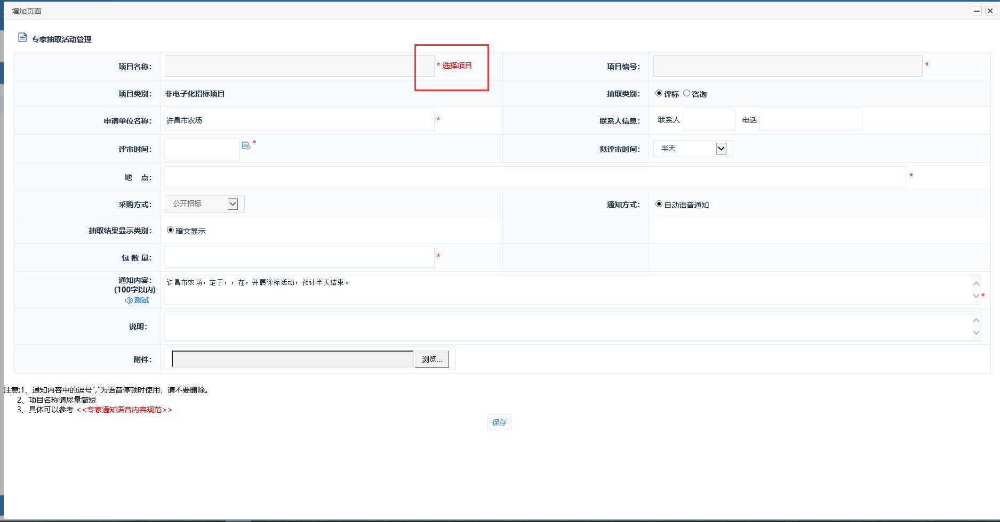 增加页面
专家抽取活动管理
项目名称: * 选择项目 项目编号: *
项目类别: 非电子化招标项目 抽取类别: 评标 咨询
申请单位名称: 许昌市农场 * 联系人信息: 联系人 电话
评审时间: * 拟评审时间: 半天
地 点: *
采购方式: 公开招标 通知方式: 自动语音通知
抽取结果显示类别: 暗文显示
包 数 量: *
通知内容: 许昌市农场，定于，，在，开展评标活动，预计半天结束。
(100字以内)
测试 *
说明:
附件: 浏览...
注意:1、通知内容中的逗号","为语音停顿时使用，请不要删除。
2、项目名称请尽量简短
3、具体可以参考 <<专家通知语音内容规范>>
保存